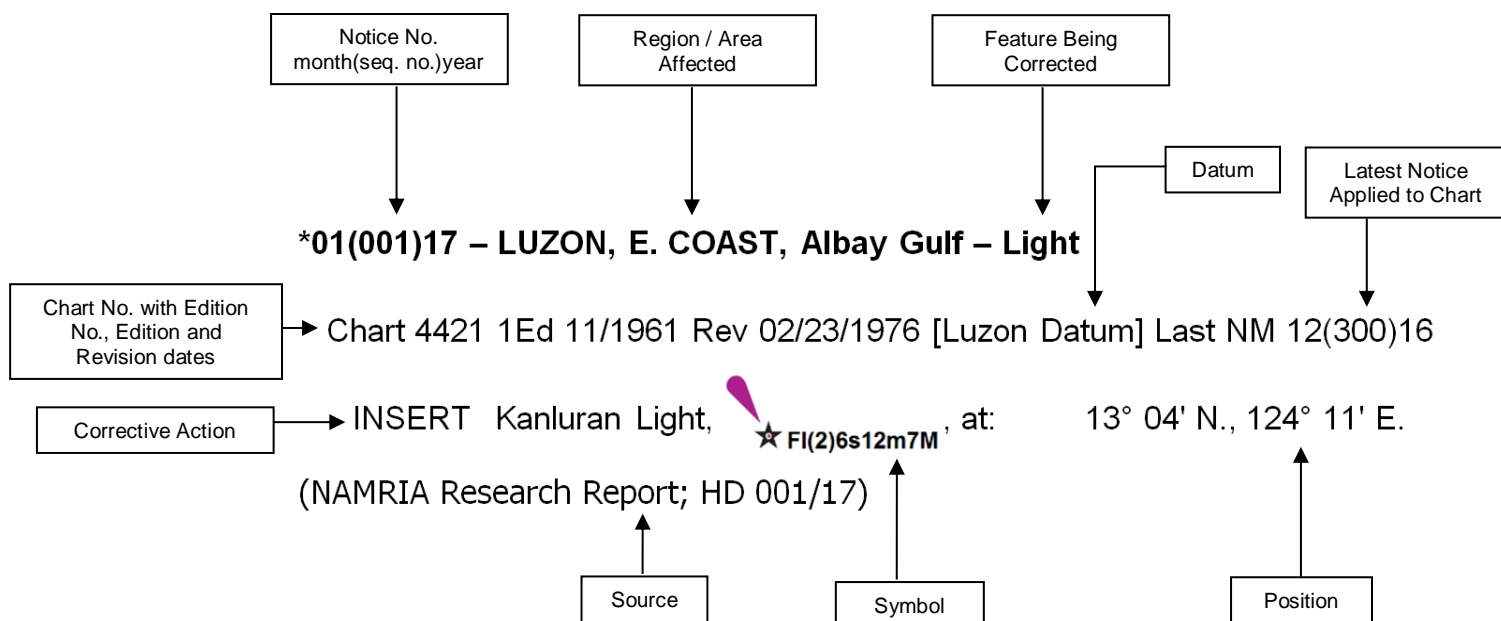 Notice No.
month(seq. no.)year
Region / Area
Affected
Feature Being
Corrected
Datum
Latest Notice
Applied to Chart
*01(001)17 – LUZON, E. COAST, Albay Gulf – Light
Chart No. with Edition
No., Edition and
Revision dates
Chart 4421 1Ed 11/1961 Rev 02/23/1976 [Luzon Datum] Last NM 12(300)16
Corrective Action
INSERT Kanluran Light, Fl(2)6s12m7M , at: 13° 04' N., 124° 11' E.
(NAMRIA Research Report; HD 001/17)
Source
Symbol
Position